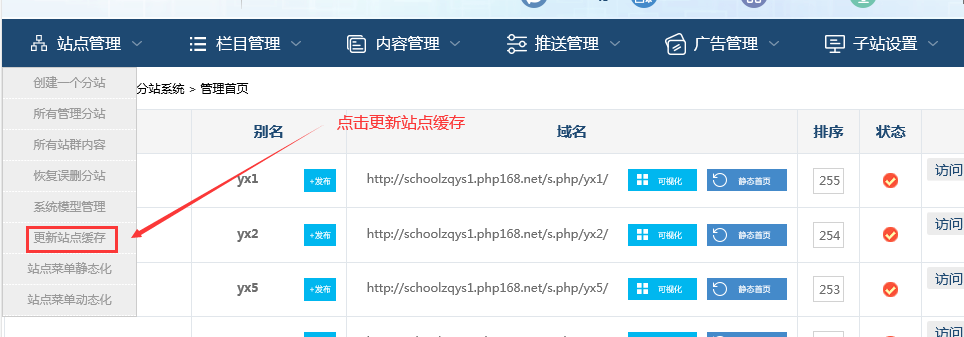 站点管理 栏目管理 内容管理 推送管理 广告管理 子站设置
创建一个分站
分站系统 > 管理首页
所有管理分站
点击更新站点缓存
别名 域名 排序 状态
所有站群内容
恢复误删分站
yx1 +发布 http://schoolzqys1.php168.net/s.php/yx1/ 可视化 静态首页 255 访问
系统模型管理
更新站点缓存
yx2 +发布 http://schoolzqys1.php168.net/s.php/yx2/ 可视化 静态首页 254 访问
站点菜单静态化
站点菜单动态化
yx5 +发布 http://schoolzqys1.php168.net/s.php/yx5/ 可视化 静态首页 253 访问
访问